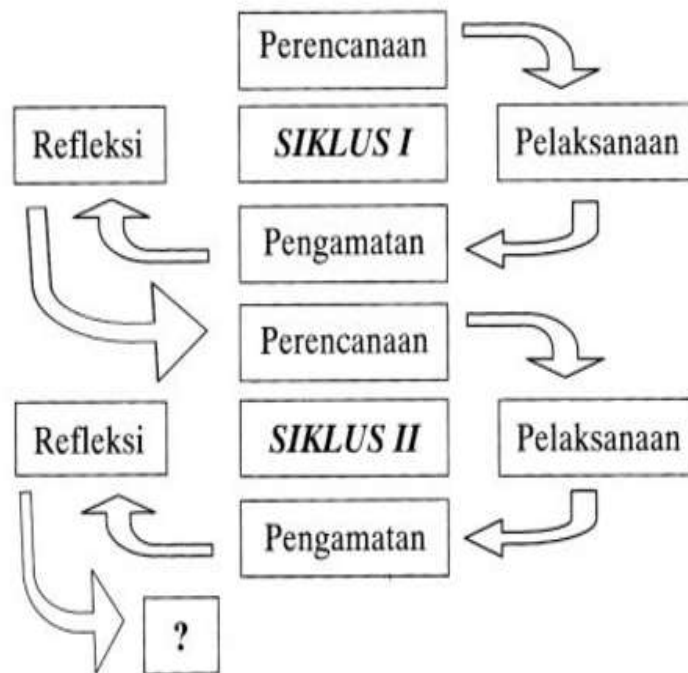 Perencanaan
Refleksi
SIKLUS I
Pelaksanaan
Pengamatan
Perencanaan
Refleksi
SIKLUS II
Pelaksanaan
Pengamatan
?